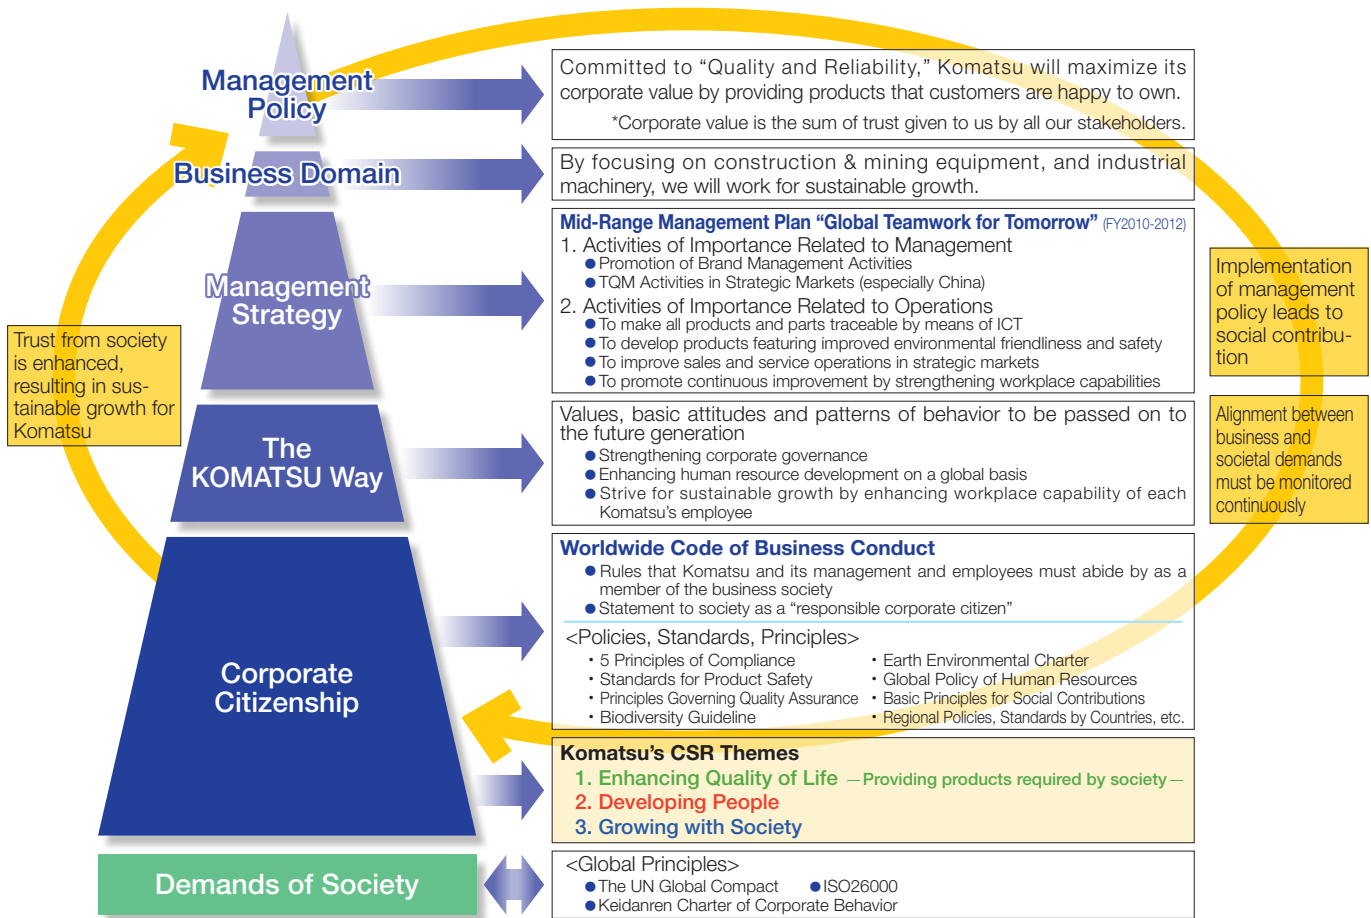 Management
Policy
Committed to “Quality and Reliability,” Komatsu will maximize its
corporate value by providing products that customers are happy to own.
*Corporate value is the sum of trust given to us by all our stakeholders.
Business Domain
By focusing on construction & mining equipment, and industrial
machinery, we will work for sustainable growth.
Management
Strategy
Mid-Range Management Plan “Global Teamwork for Tomorrow” (FY2010-2012)
1. Activities of Importance Related to Management
● Promotion of Brand Management Activities
● TQM Activities in Strategic Markets (especially China)
2. Activities of Importance Related to Operations
● To make all products and parts traceable by means of ICT
● To develop products featuring improved environmental friendliness and safety
● To improve sales and service operations in strategic markets
● To promote continuous improvement by strengthening workplace capabilities
The
KOMATSU Way
Values, basic attitudes and patterns of behavior to be passed on to
the future generation
● Strengthening corporate governance
● Enhancing human resource development on a global basis
● Strive for sustainable growth by enhancing workplace capability of each
Komatsu’s employee
Corporate
Citizenship
Worldwide Code of Business Conduct
● Rules that Komatsu and its management and employees must abide by as a
member of the business society
● Statement to society as a “responsible corporate citizen”
<Policies, Standards, Principles>
・5 Principles of Compliance
・Standards for Product Safety
・Principles Governing Quality Assurance
・Biodiversity Guideline
・Earth Environmental Charter
・Global Policy of Human Resources
・Basic Principles for Social Contributions
・Regional Policies, Standards by Countries, etc.
Komatsu’s CSR Themes
1. Enhancing Quality of Life —Providing products required by society—
2. Developing People
3. Growing with Society
Demands of Society
<Global Principles>
● The UN Global Compact ● ISO26000
● Keidanren Charter of Corporate Behavior
Trust from society
is enhanced,
resulting in sus-
tainable growth for
Komatsu
Implementation
of management
policy leads to
social contribu-
tion
Alignment between
business and
societal demands
must be monitored
continuously